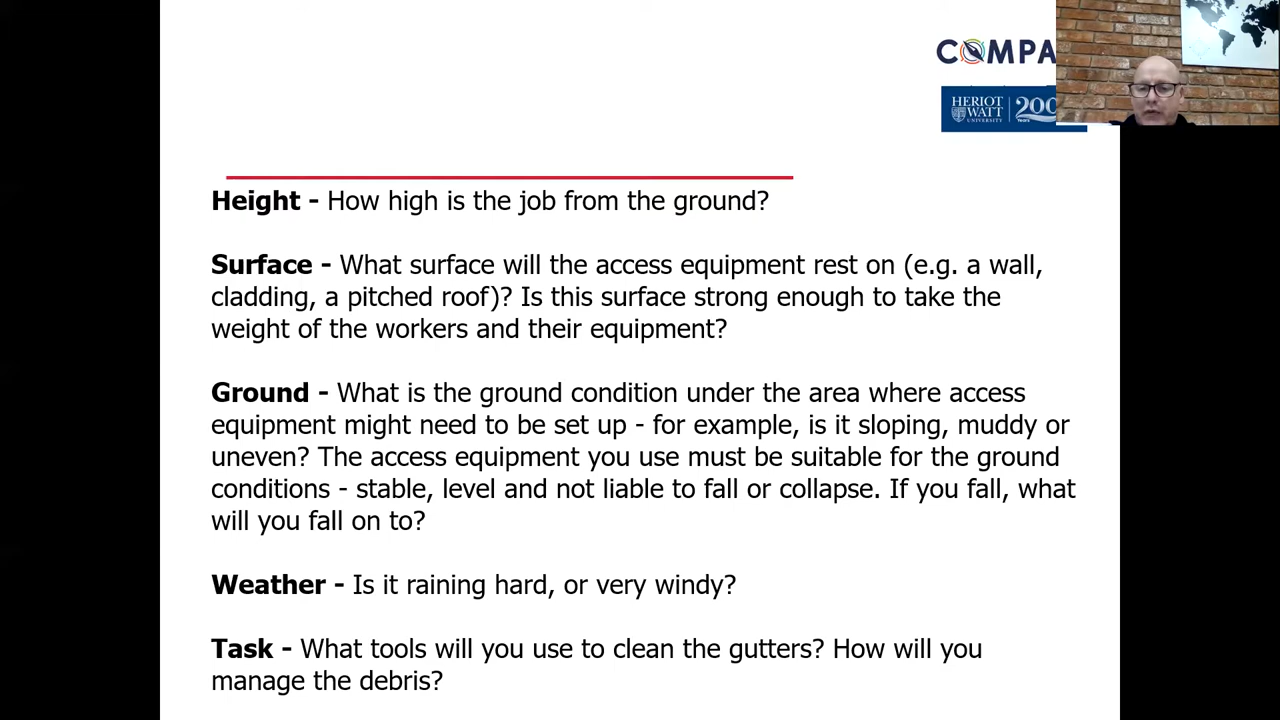 COMPA
HERIOT
WATT
UNIVERSITY
200
YEARS
Height - How high is the job from the ground?
Surface - What surface will the access equipment rest on (e.g. a wall,
cladding, a pitched roof)? Is this surface strong enough to take the
weight of the workers and their equipment?
Ground - What is the ground condition under the area where access
equipment might need to be set up - for example, is it sloping, muddy or
uneven? The access equipment you use must be suitable for the ground
conditions - stable, level and not liable to fall or collapse. If you fall, what
will you fall on to?
Weather - Is it raining hard, or very windy?
Task - What tools will you use to clean the gutters? How will you
manage the debris?